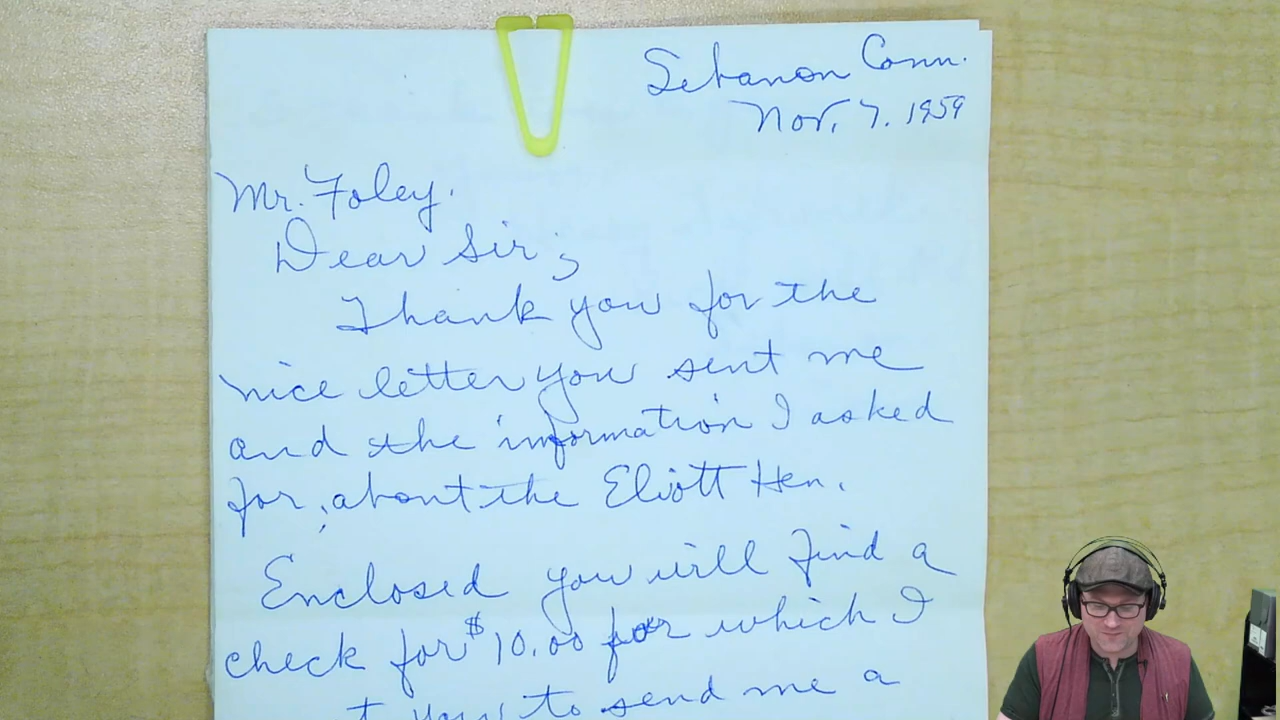 Lebanon Conn.
Nov. 7. 1959
Mr. Foley.
Dear Sir;
Thank you for the
nice letter you sent me
and the information I asked
for, about the Eliott Hen.
Enclosed you will find a
check for $10.00 for which I
you to send me a